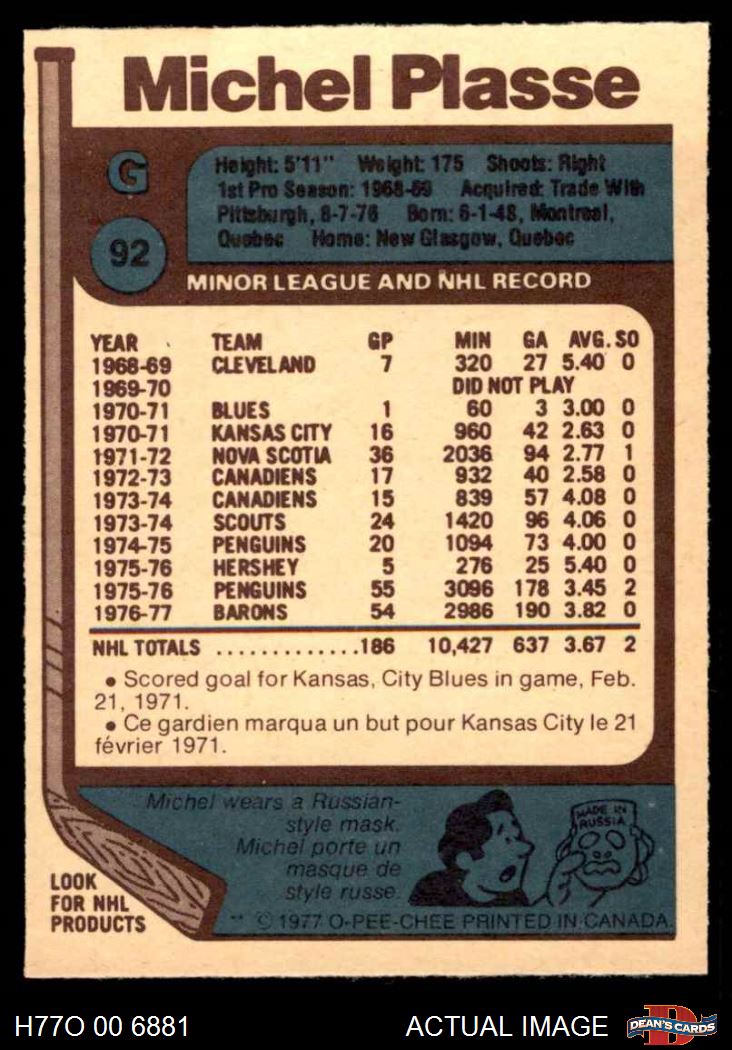 Michel Plasse
G
92
Height: 5'11" Weight: 175 Shoots: Right
1st Pro Season: 1968-69 Acquired: Trade With
Pittsburgh, 8-7-76 Born: 6-1-48, Montreal,
Quebec Home: New Glasgow, Quebec
MINOR LEAGUE AND NHL RECORD
YEAR TEAM GP MIN GA AVG. SO
1968-69 CLEVELAND 7 320 27 5.40 0
1969-70 DID NOT PLAY
1970-71 BLUES 1 60 3 3.00 0
1970-71 KANSAS CITY 16 960 42 2.63 0
1971-72 NOVA SCOTIA 36 2036 94 2.77 1
1972-73 CANADIENS 17 932 40 2.58 0
1973-74 CANADIENS 15 839 57 4.08 0
1973-74 SCOUTS 24 1420 96 4.06 0
1974-75 PENGUINS 20 1094 73 4.00 0
1975-76 HERSHEY 5 276 25 5.40 0
1975-76 PENGUINS 55 3096 178 3.45 2
1976-77 BARONS 54 2986 190 3.82 0
NHL TOTALS .............186 10,427 637 3.67 2
• Scored goal for Kansas, City Blues in game, Feb.
21, 1971.
• Ce gardien marqua un but pour Kansas City le 21
février 1971.
Michel wears a Russian-
style mask.
Michel porte un
masque de
style russe.
MADE IN
RUSSIA
LOOK
FOR NHL
PRODUCTS
** © 1977 O-PEE-CHEE PRINTED IN CANADA
H77O 00 6881
ACTUAL IMAGE
D
DEAN'S CARDS